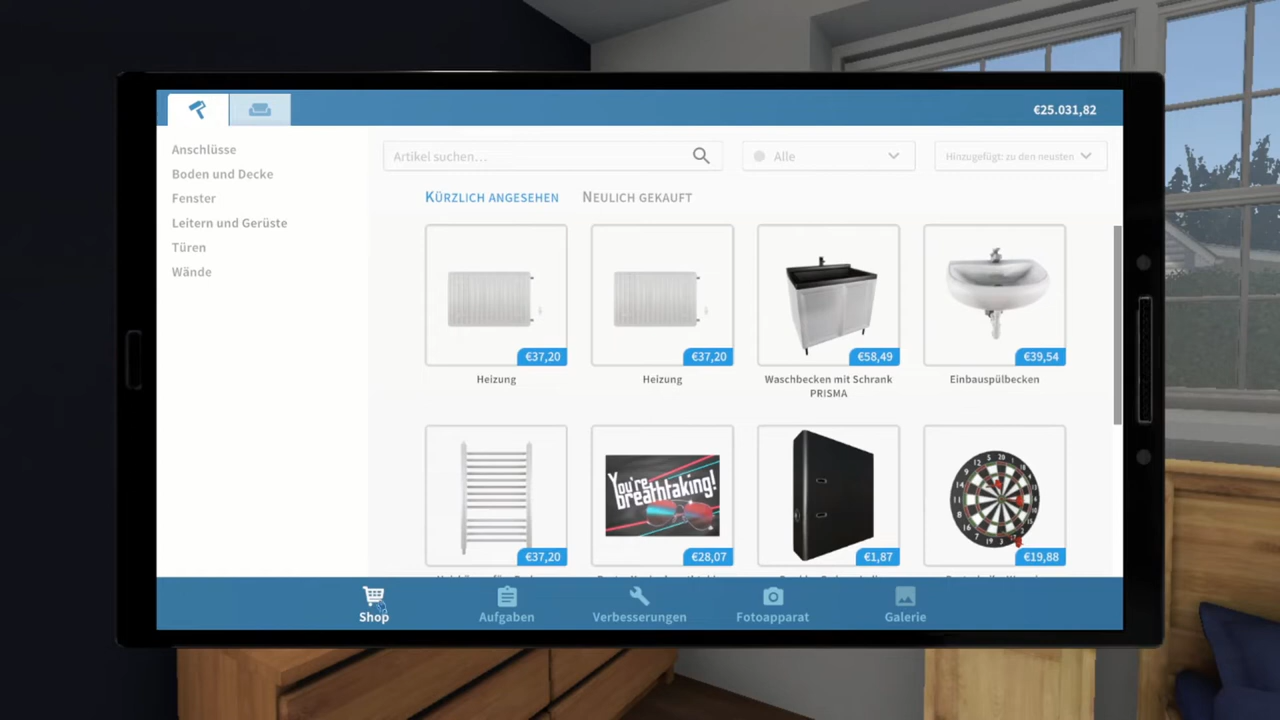 €25.031,82
Anschlüsse
Boden und Decke
Fenster
Leitern und Gerüste
Türen
Wände
Artikel suchen...
Alle
Hinzugefügt: zu den neusten
KÜRZLICH ANGESEHEN
NEULICH GEKAUFT
€37,20
€37,20
€58,49
€39,54
Heizung
Heizung
Waschbecken mit Schrank
PRISMA
Einbauspülbecken
You're
breathtaking!
€37,20
€28,07
€1,87
€19,88
Shop
Aufgaben
Verbesserungen
Fotoapparat
Galerie